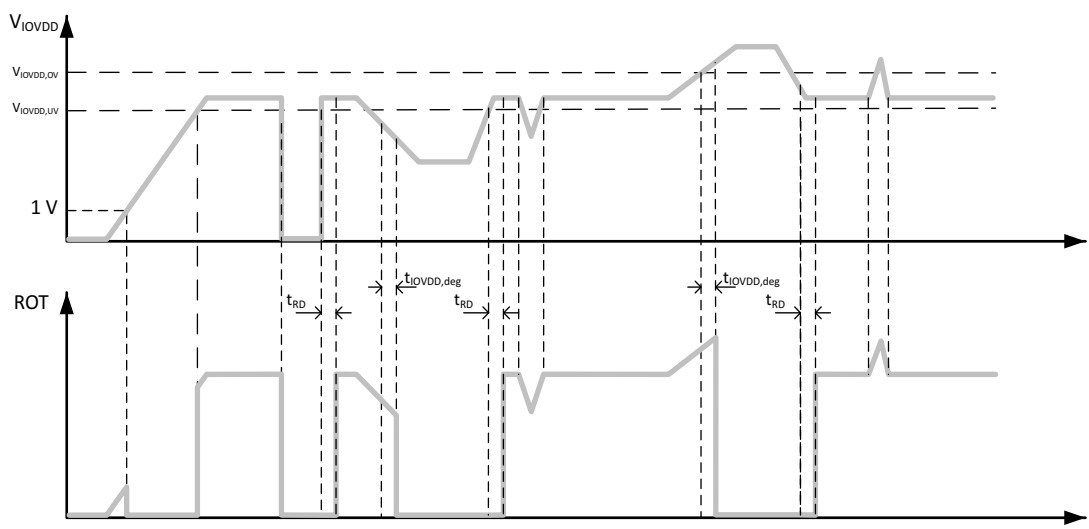 VIOVDD
VIOVDD,OV
VIOVDD,UV
1 V
tIOVDD,deg
tIOVDD,deg
ROT
tRD
tRD
tRD